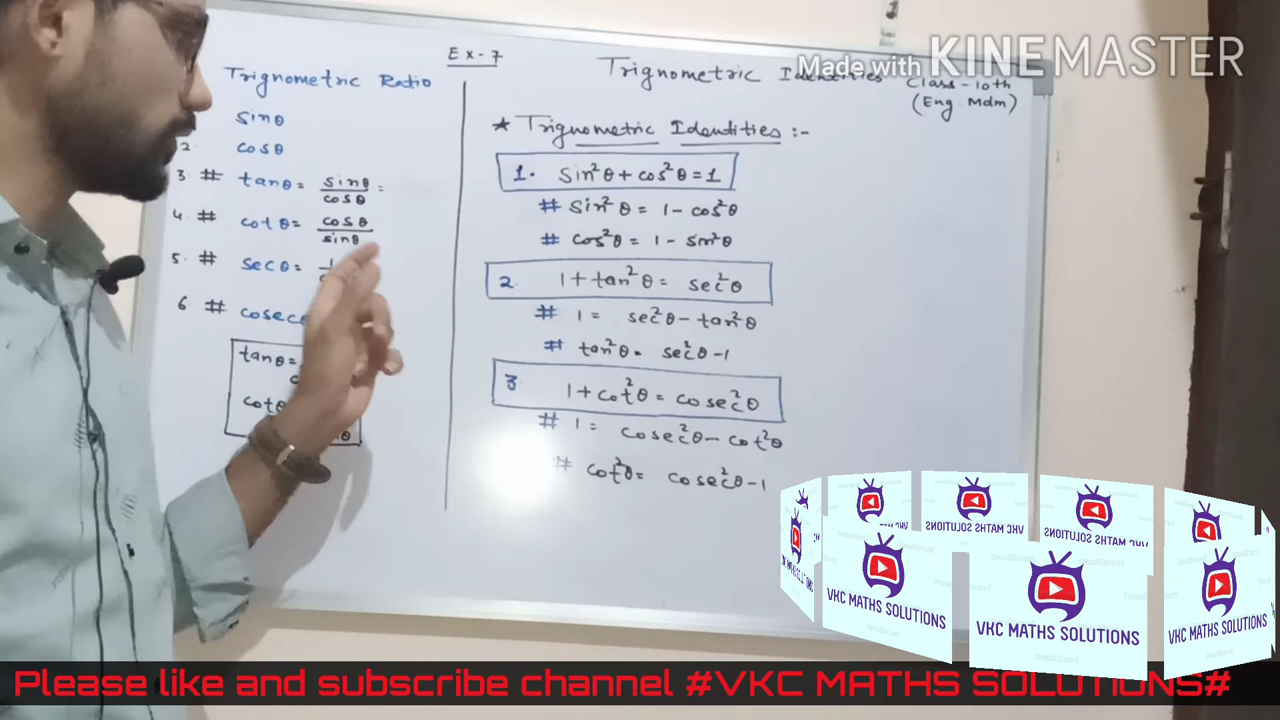 Made with KINEMASTER
Ex-7
Trignometric Ratio
sinθ
2. cosθ
3. # tanθ = sinθ/cosθ =
4. # cotθ = cosθ/sinθ
5. # secθ = 1
6 # cosec
tanθ =
cotθ
Trignometric
Class-10th
(Eng. Mdm)
* Trignometric Identities :-
1. Sin²θ + cos²θ = 1
# Sin²θ = 1 - cos²θ
# cos²θ = 1 - sin²θ
2 1 + tan²θ = sec²θ
# 1 = sec²θ - tan²θ
# tan²θ = sec²θ - 1
3 1 + cot²θ = cosec²θ
# 1 = cosec²θ - cot²θ
# cot²θ = cosec²θ - 1
VKC MATHS SOLUTIONS
VKC MATHS SOLUTIONS
VKC MATHS SOLUTIONS
Please like and subscribe channel #VKC MATHS SOLUTIONS#